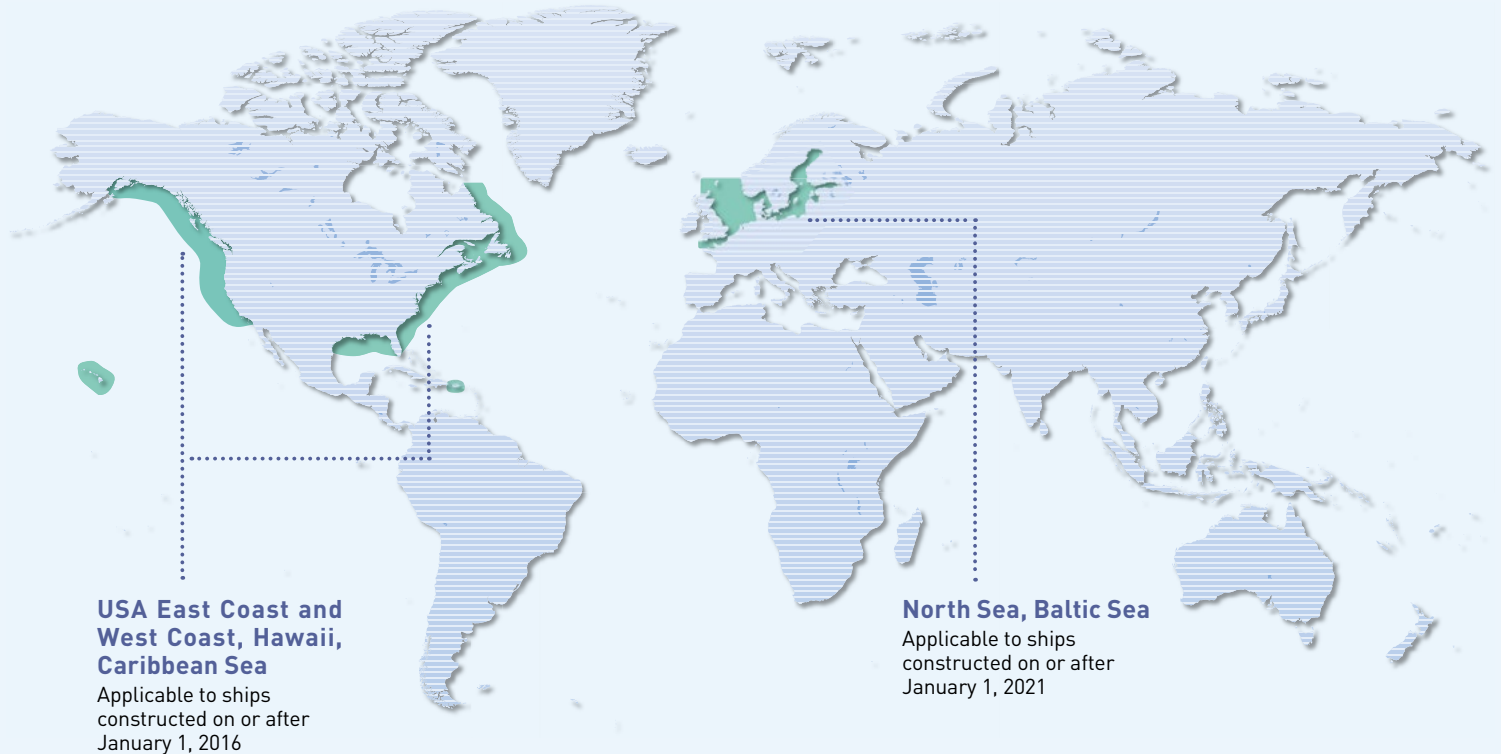 USA East Coast and
West Coast, Hawaii,
Caribbean Sea
Applicable to ships
constructed on or after
January 1, 2016
North Sea, Baltic Sea
Applicable to ships
constructed on or after
January 1, 2021